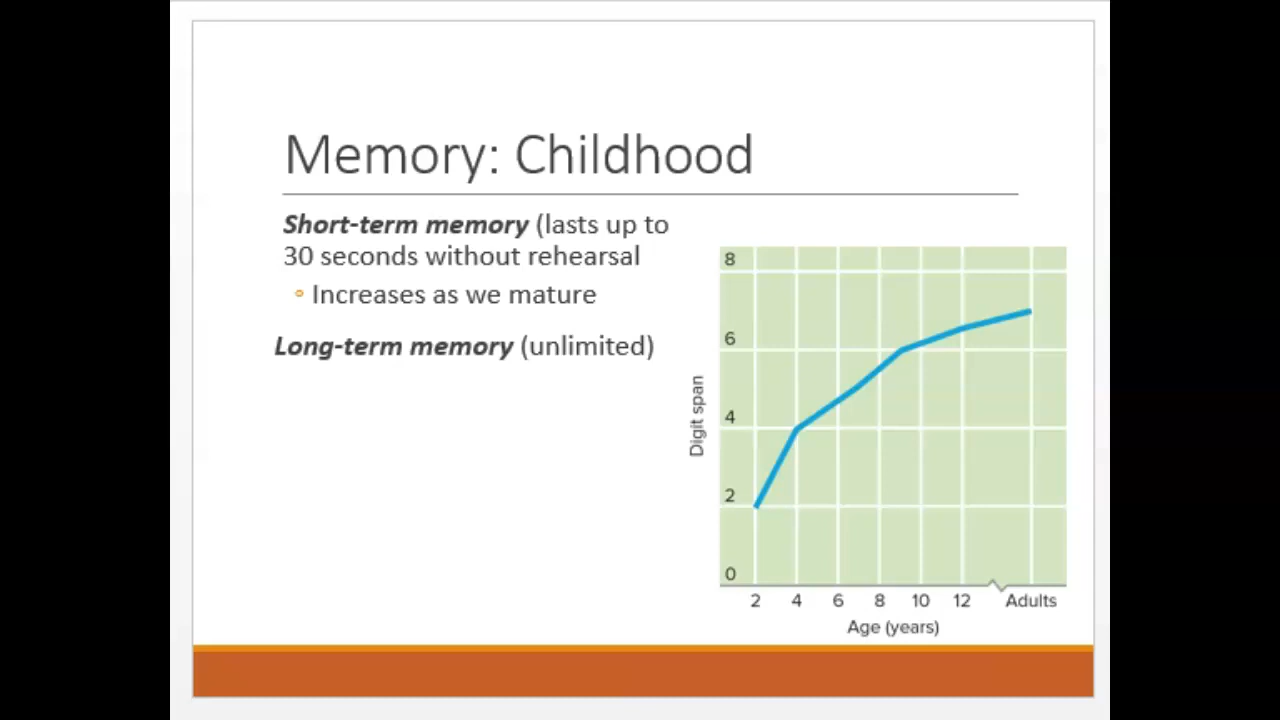 Memory: Childhood
Short-term memory (lasts up to
30 seconds without rehearsal
Increases as we mature
Long-term memory (unlimited)
8
6
4
2
0
Digit span
2 4 6 8 10 12 Adults
Age (years)